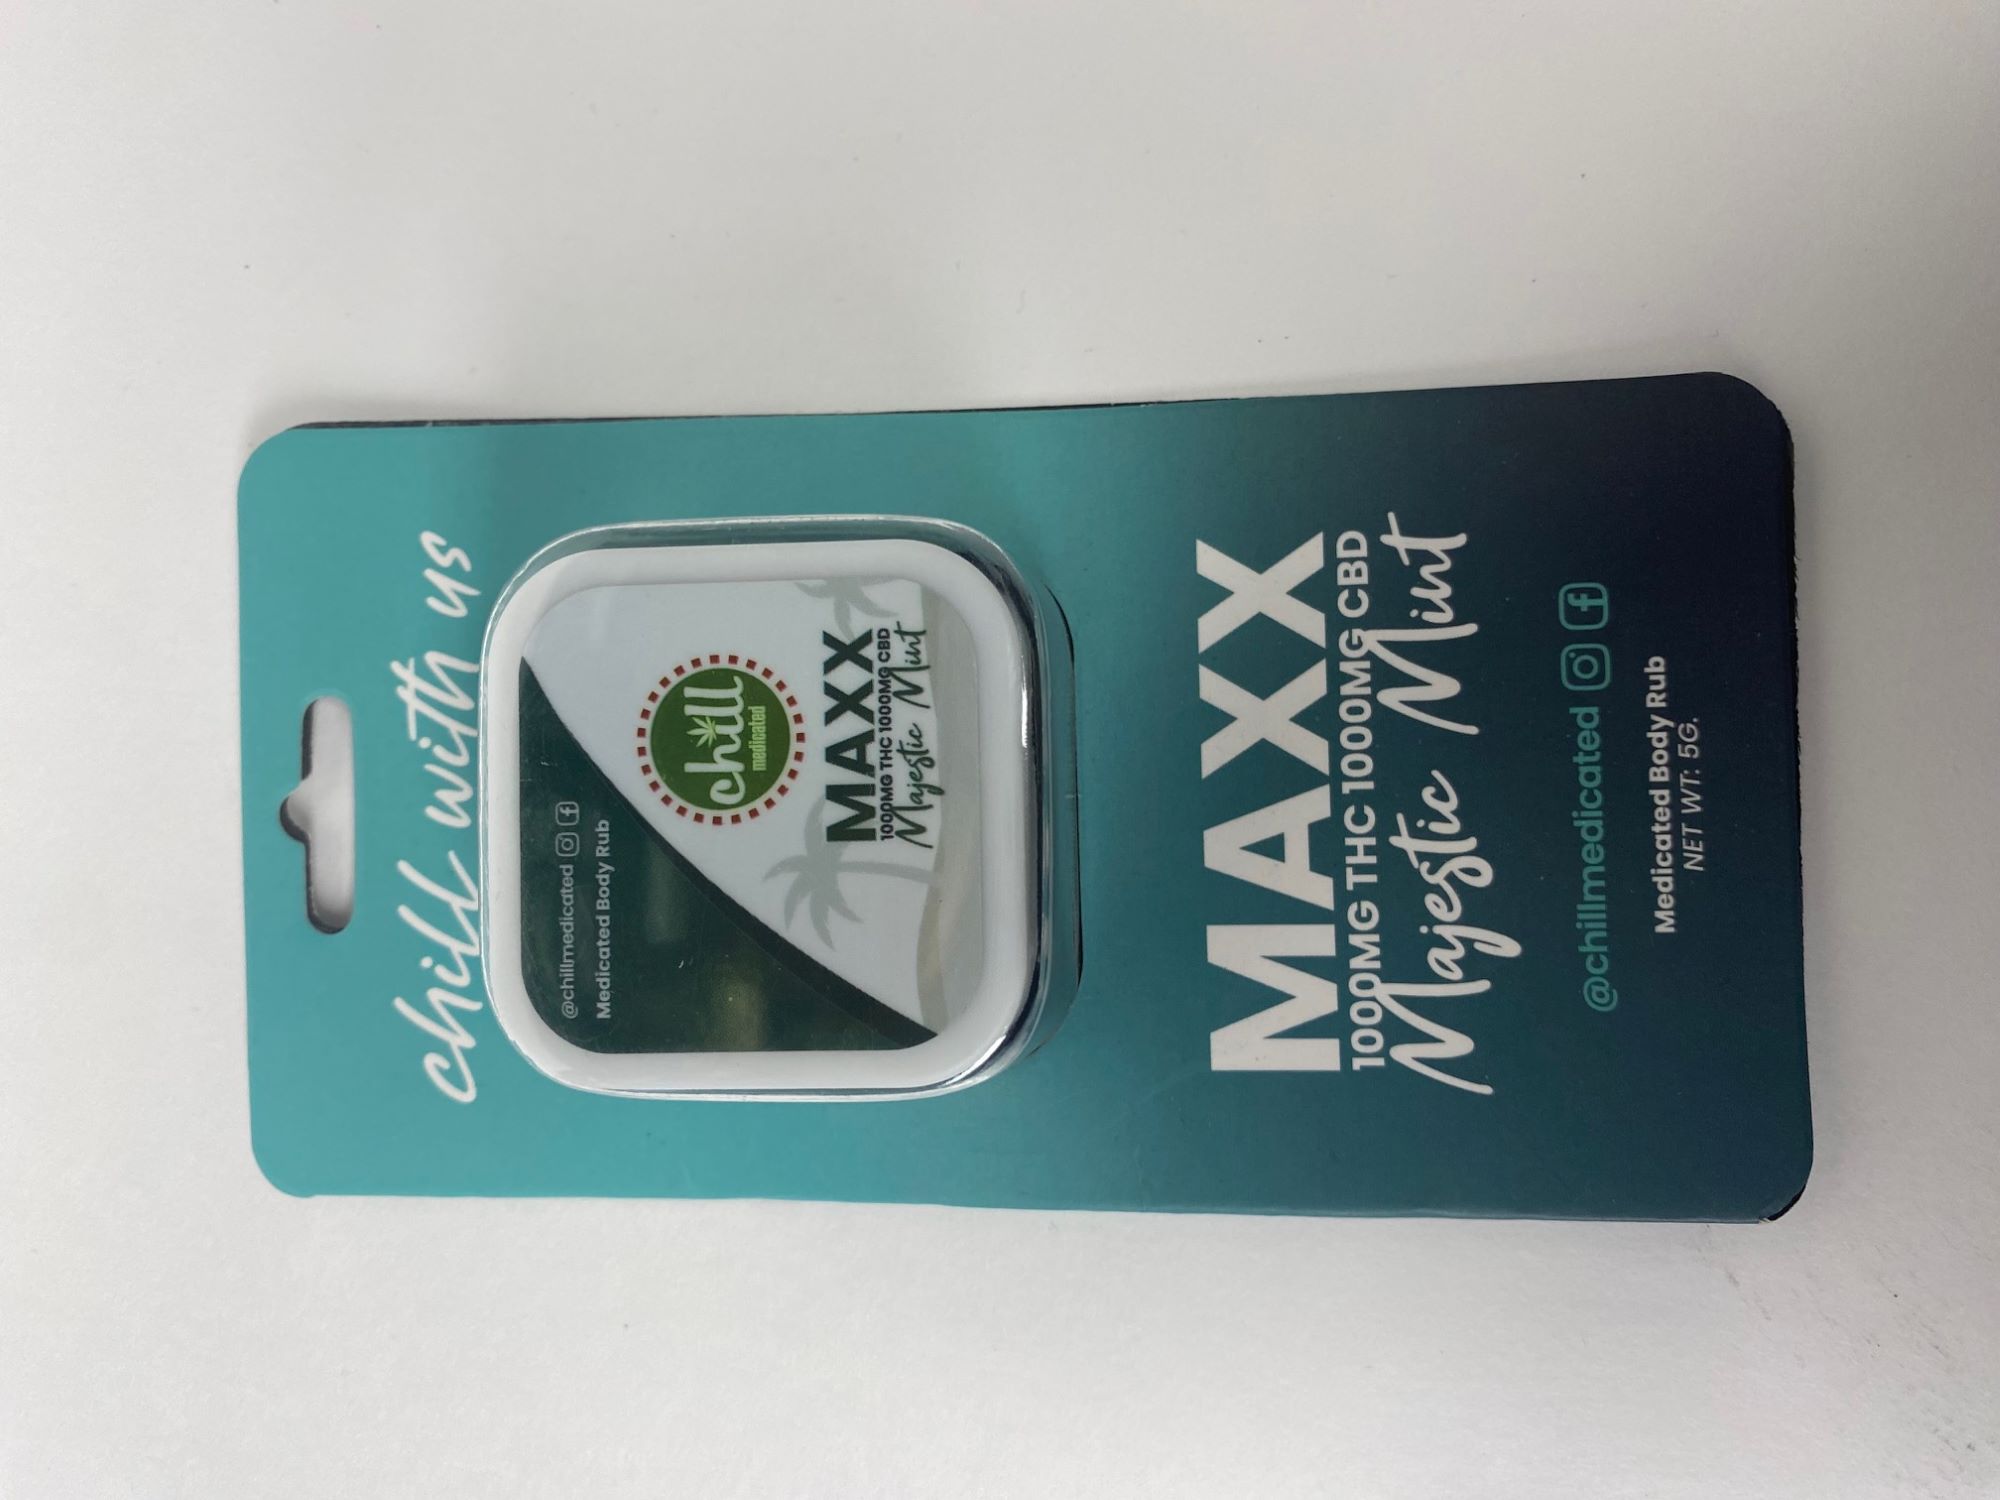 chill with us
@chillmedicated
Medicated Body Rub
chill
medicated
MAXX
1000MG THC 1000MG CBD
Majestic Mint
MAXX
1000MG THC 1000MG CBD
Majestic Mint
@chillmedicated
Medicated Body Rub
NET WT: 5G.